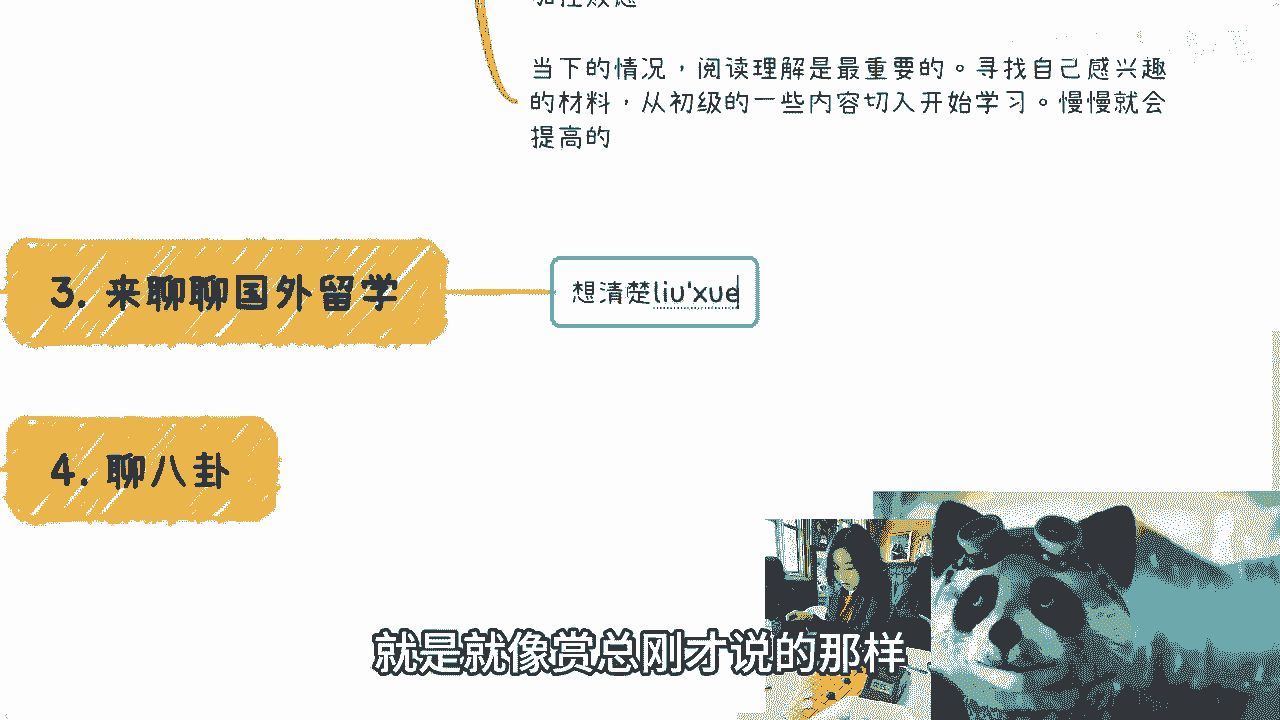 当下的情况，阅读理解是最重要的。寻找自己感兴趣
的材料，从初级的一些内容切入开始学习。慢慢就会
提高的
3. 来聊聊国外留学
想清楚liu'xue
4. 聊八卦
就是就像赏总刚才说的那样